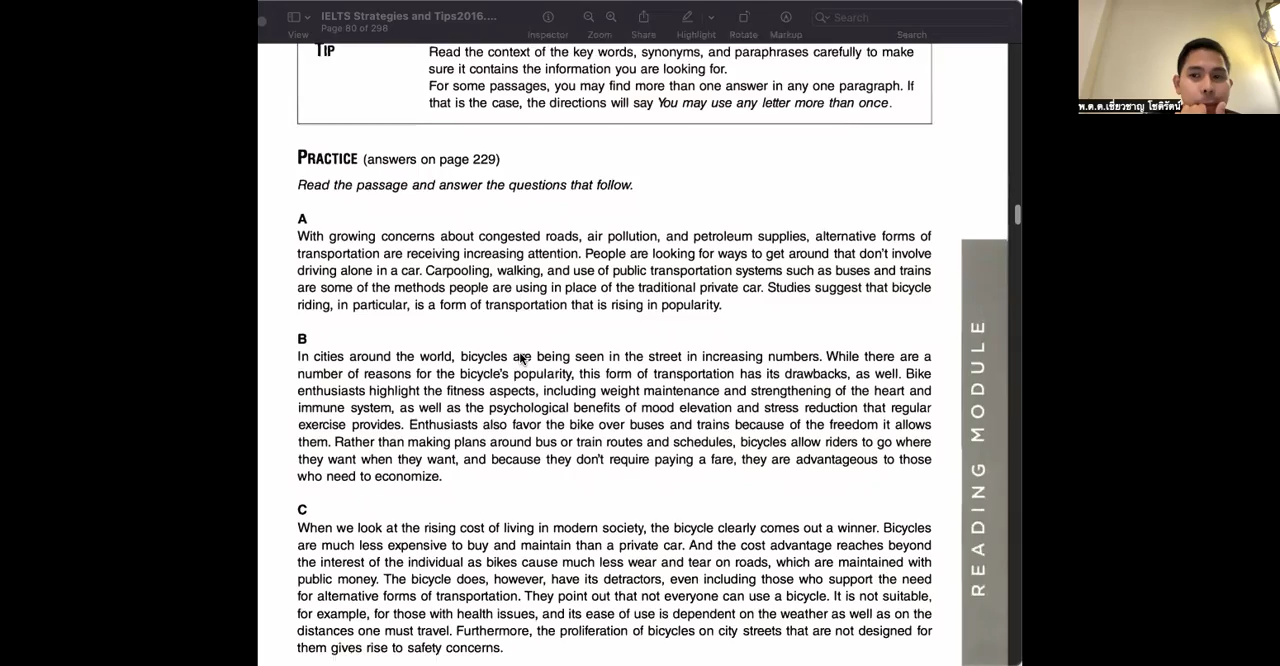 IELTS Strategies and Tips2016....
Page 80 of 298
View
Inspector
Zoom
Share
Highlight
Rotate
Markup
Search
Search
TIP
Read the context of the key words, synonyms, and paraphrases carefully to make
sure it contains the information you are looking for.
For some passages, you may find more than one answer in any one paragraph. If
that is the case, the directions will say You may use any letter more than once.
PRACTICE (answers on page 229)
Read the passage and answer the questions that follow.
A
With growing concerns about congested roads, air pollution, and petroleum supplies, alternative forms of
transportation are receiving increasing attention. People are looking for ways to get around that don't involve
driving alone in a car. Carpooling, walking, and use of public transportation systems such as buses and trains
are some of the methods people are using in place of the traditional private car. Studies suggest that bicycle
riding, in particular, is a form of transportation that is rising in popularity.
B
In cities around the world, bicycles are being seen in the street in increasing numbers. While there are a
number of reasons for the bicycle's popularity, this form of transportation has its drawbacks, as well. Bike
enthusiasts highlight the fitness aspects, including weight maintenance and strengthening of the heart and
immune system, as well as the psychological benefits of mood elevation and stress reduction that regular
exercise provides. Enthusiasts also favor the bike over buses and trains because of the freedom it allows
them. Rather than making plans around bus or train routes and schedules, bicycles allow riders to go where
they want when they want, and because they don't require paying a fare, they are advantageous to those
who need to economize.
C
When we look at the rising cost of living in modern society, the bicycle clearly comes out a winner. Bicycles
are much less expensive to buy and maintain than a private car. And the cost advantage reaches beyond
the interest of the individual as bikes cause much less wear and tear on roads, which are maintained with
public money. The bicycle does, however, have its detractors, even including those who support the need
for alternative forms of transportation. They point out that not everyone can use a bicycle. It is not suitable,
for example, for those with health issues, and its ease of use is dependent on the weather as well as on the
distances one must travel. Furthermore, the proliferation of bicycles on city streets that are not designed for
them gives rise to safety concerns.
READING MODULE
พ.ต.ต.เชี่ยวชาญ โชติรัตน์